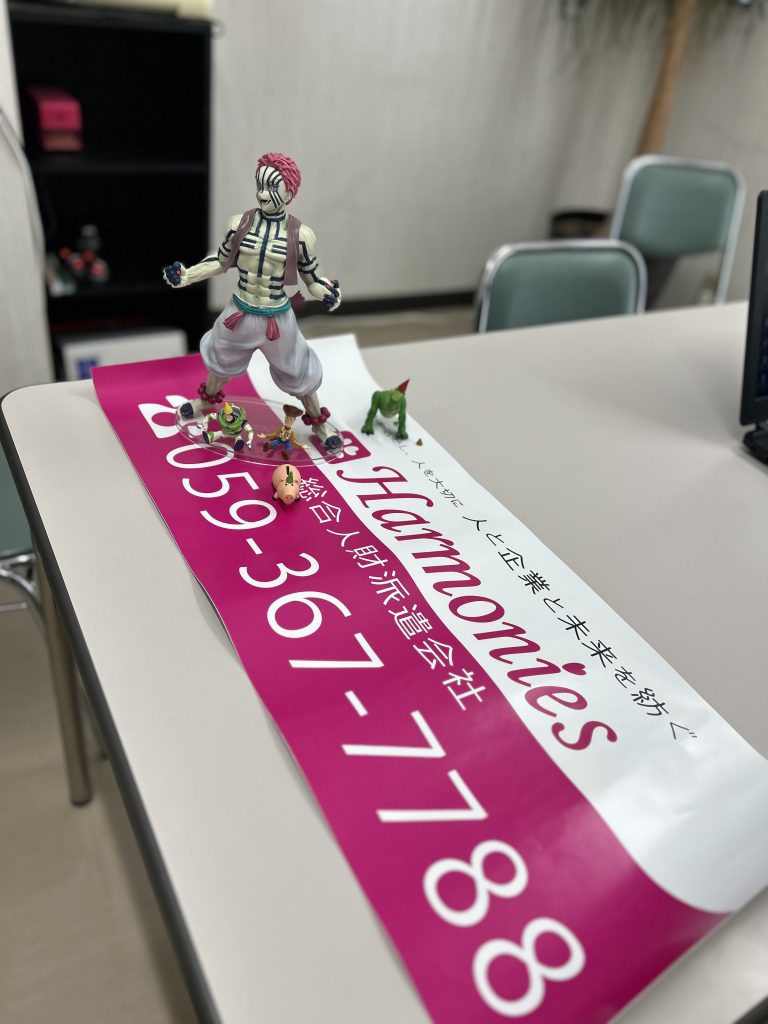 人を大切に 人と企業と未来を紡ぐ
Harmonies
総合人財派遣会社
059-367-7788